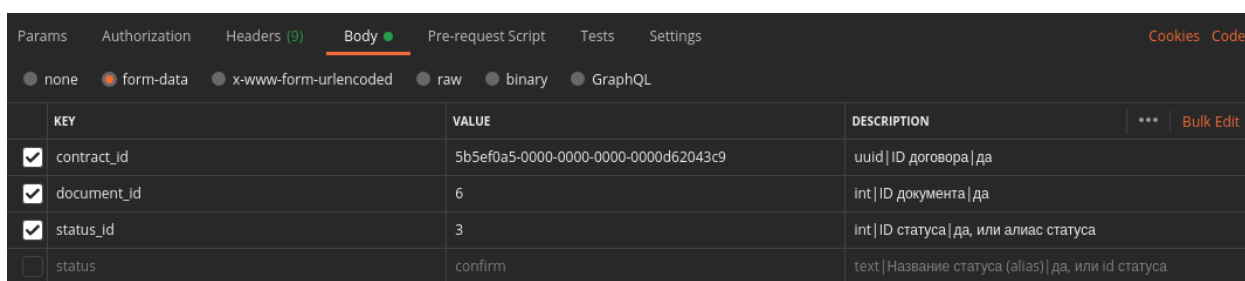 Params Authorization Headers (9) Body Pre-request Script Tests Settings Cookies Code
none form-data x-www-form-urlencoded raw binary GraphQL
KEY VALUE DESCRIPTION ••• Bulk Edit
contract_id 5b5ef0a5-0000-0000-0000-0000d62043c9 uuid|ID договора|да
document_id 6 int|ID документа|да
status_id 3 int|ID статуса|да, или алиас статуса
status confirm text|Название статуса (alias)|да, или id статуса